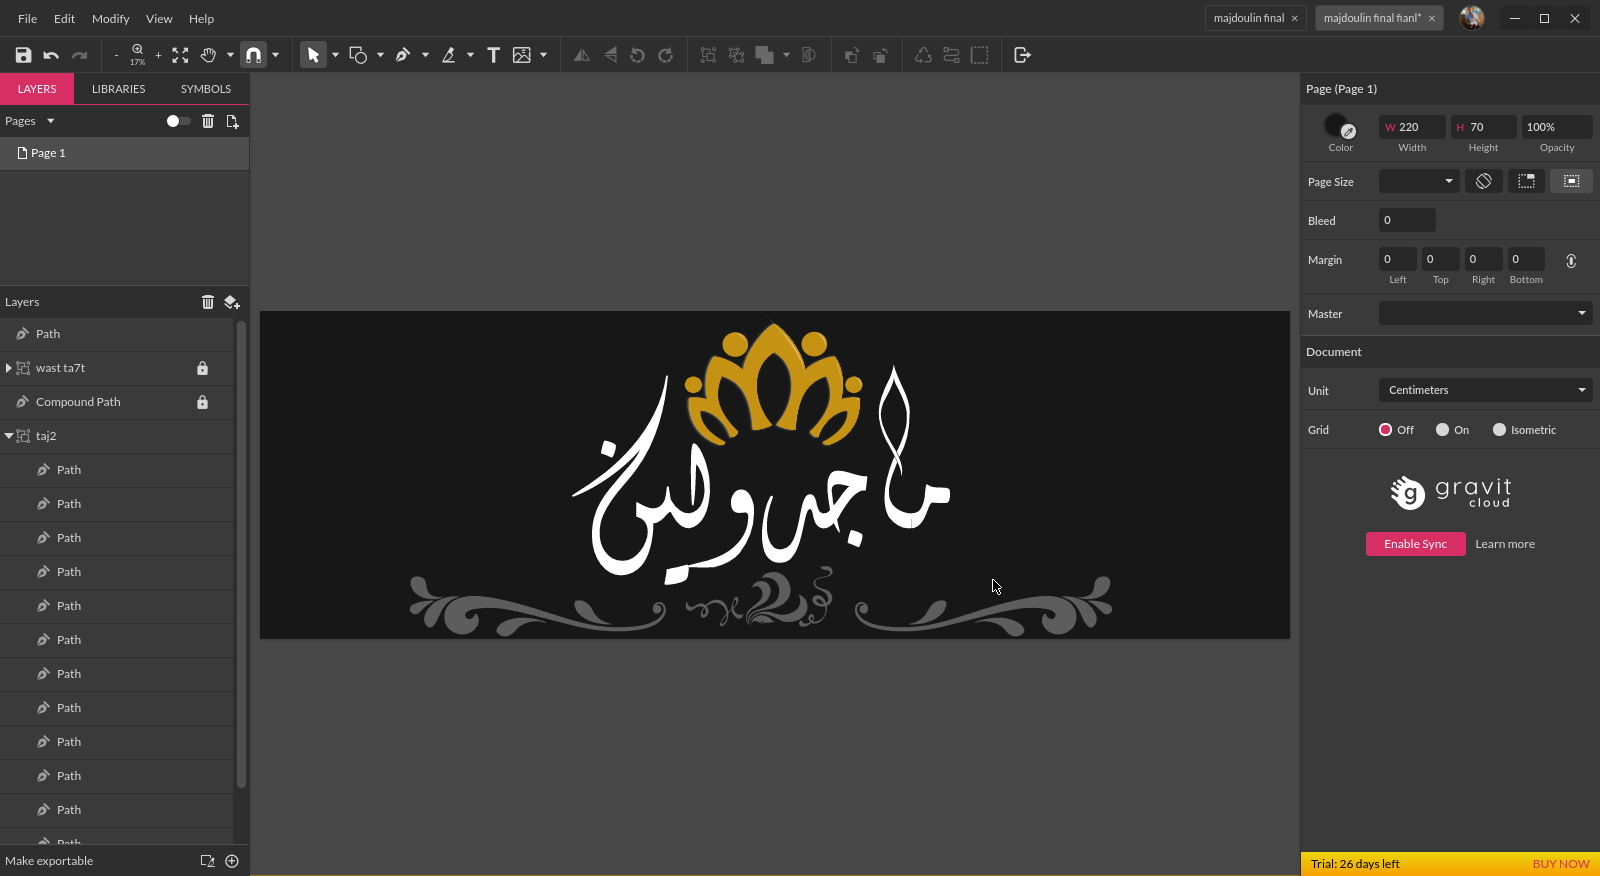 File Edit Modify View Help
majdoulin final × majdoulin final fianl* ×
- 17% +
LAYERS LIBRARIES SYMBOLS
Pages
Page 1
Layers
Path
wast ta7t
Compound Path
taj2
Path
Path
Path
Path
Path
Path
Path
Path
Path
Path
Path
Path
Make exportable
ماجدولين
Page (Page 1)
W 220 H 70 100%
Color Width Height Opacity
Page Size
Bleed 0
Margin 0 0 0 0
Left Top Right Bottom
Master
Document
Unit Centimeters
Grid Off On Isometric
gravit
cloud
Enable Sync Learn more
Trial: 26 days left BUY NOW